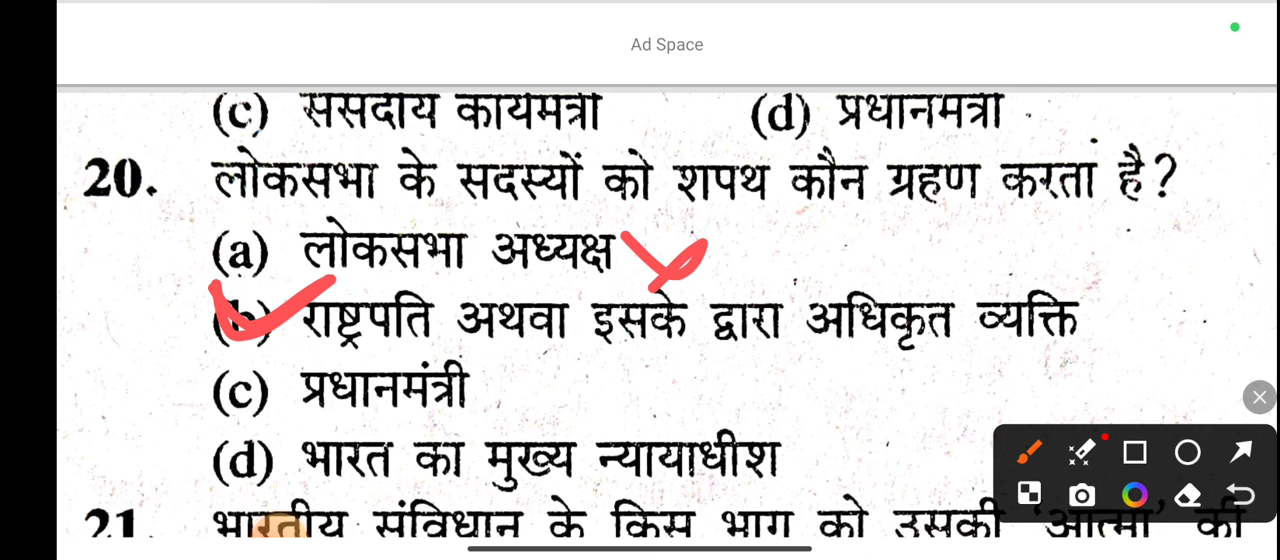 Ad Space
(c) संसदीय कार्यमंत्री (d) प्रधानमंत्री
20. लोकसभा के सदस्यों को शपथ कौन ग्रहण करता है?
(a) लोकसभा अध्यक्ष
(b) राष्ट्रपति अथवा इसके द्वारा अधिकृत व्यक्ति
(c) प्रधानमंत्री
(d) भारत का मुख्य न्यायाधीश
21. भारतीय संविधान के किस भाग को उसकी 'आत्मा' की